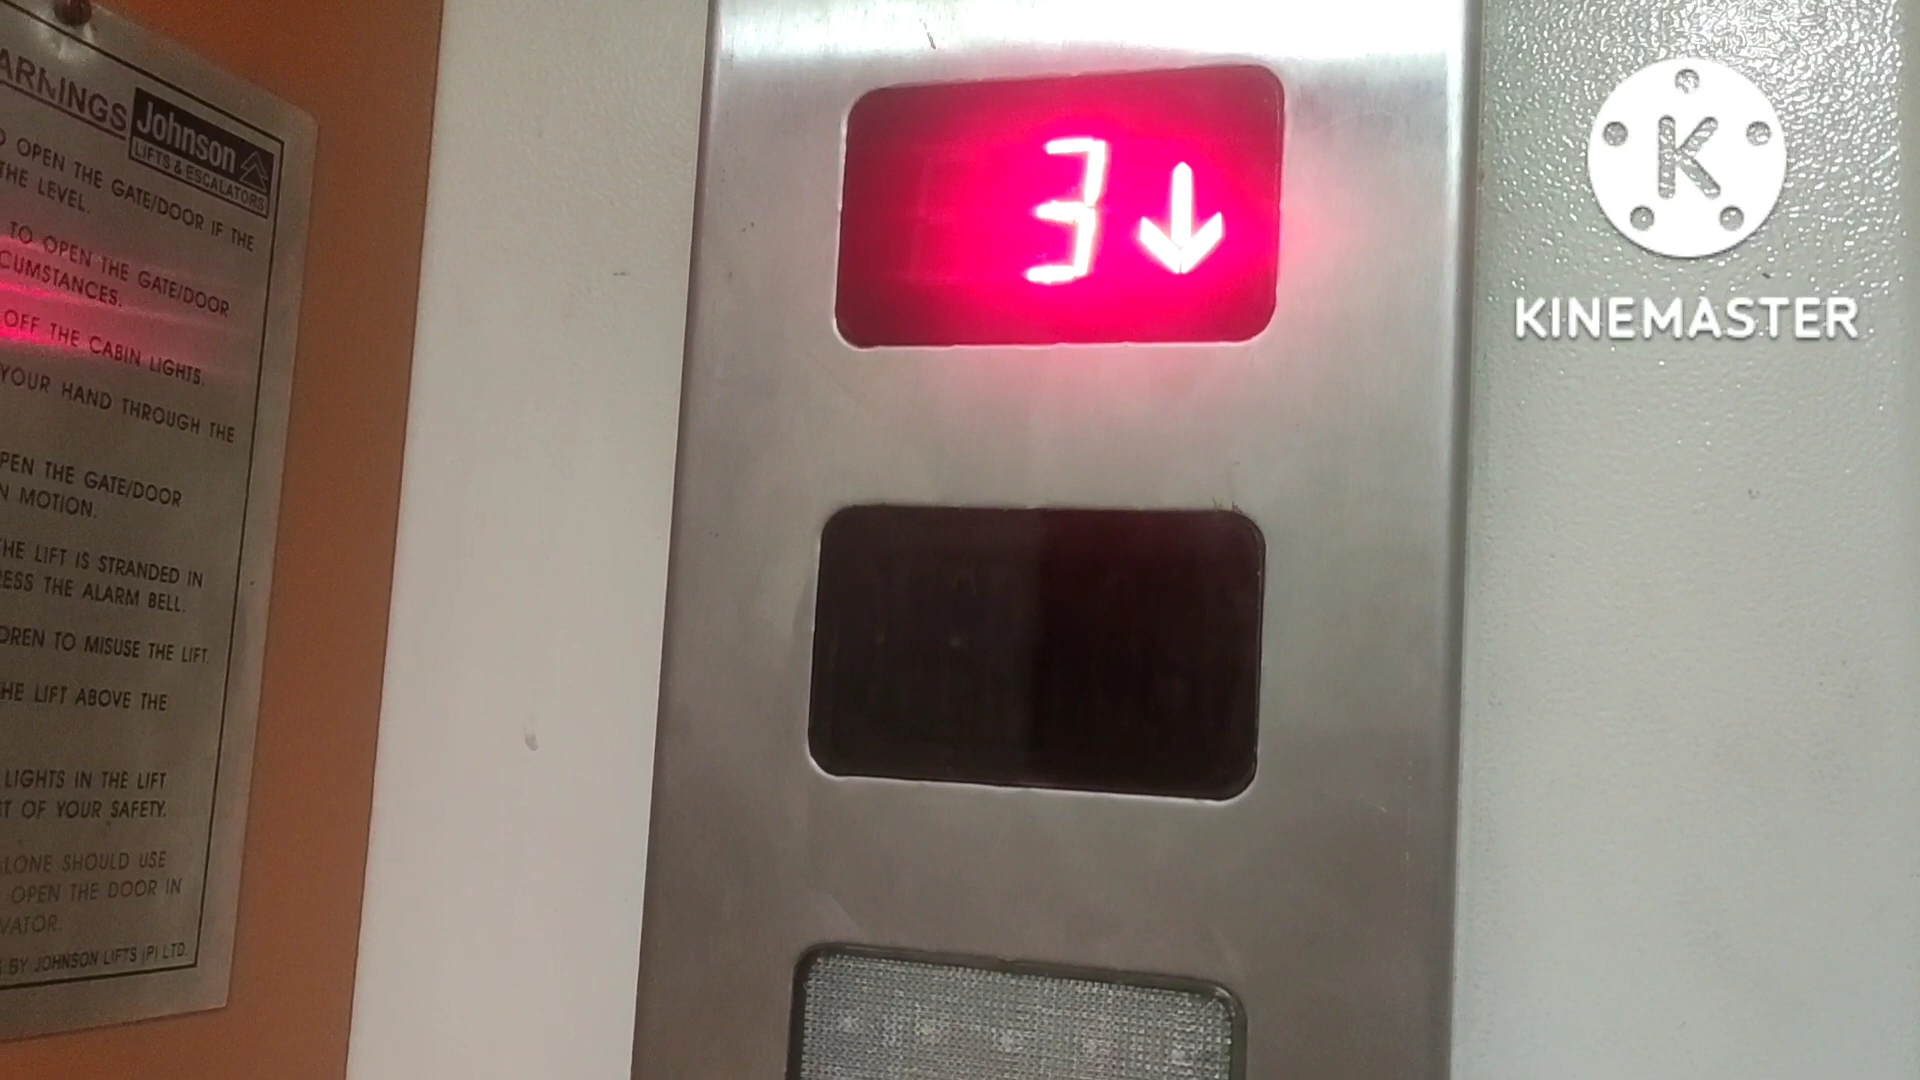 WARNINGS
Johnson
LIFTS & ESCALATORS
OPEN THE GATE/DOOR IF THE
THE LEVEL.
TO OPEN THE GATE/DOOR
CUMSTANCES.
OFF THE CABIN LIGHTS.
YOUR HAND THROUGH THE
PEN THE GATE/DOOR
N MOTION.
HE LIFT IS STRANDED IN
ESS THE ALARM BELL.
DREN TO MISUSE THE LIFT.
HE LIFT ABOVE THE
LIGHTS IN THE LIFT
T OF YOUR SAFETY.
LONE SHOULD USE
OPEN THE DOOR IN
VATOR.
BY JOHNSON LIFTS (P) LTD.
3 ↓
K
KINEMASTER